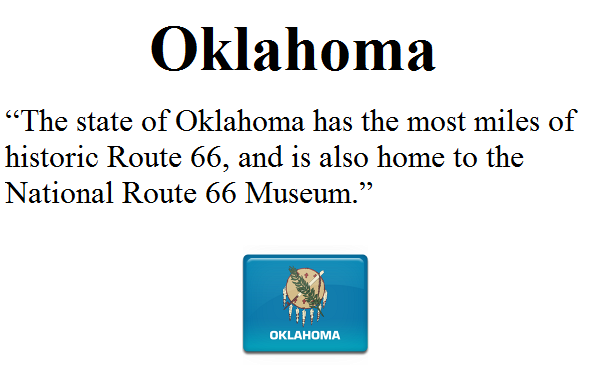 Oklahoma
“The state of Oklahoma has the most miles of
historic Route 66, and is also home to the
National Route 66 Museum.”
OKLAHOMA